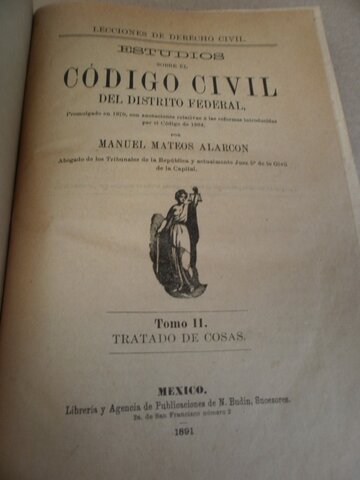 LECCIONES DE DERECHO CIVIL.
ESTUDIOS
SOBRE EL
CÓDIGO CIVIL
DEL DISTRITO FEDERAL,
Promulgado en 1870, con anotaciones relativas a las reformas introducidas
por el Código de 1884.
POR
MANUEL MATEOS ALARCON
Abogado de los Tribunales de la República y actualmente Juez 5º de lo Civil
de la Capital.
Tomo II.
TRATADO DE COSAS.
MEXICO.
Librería y Agencia de Publicaciones de N. Budin, Sucesores.
2a. de San Francisco número 2
1891